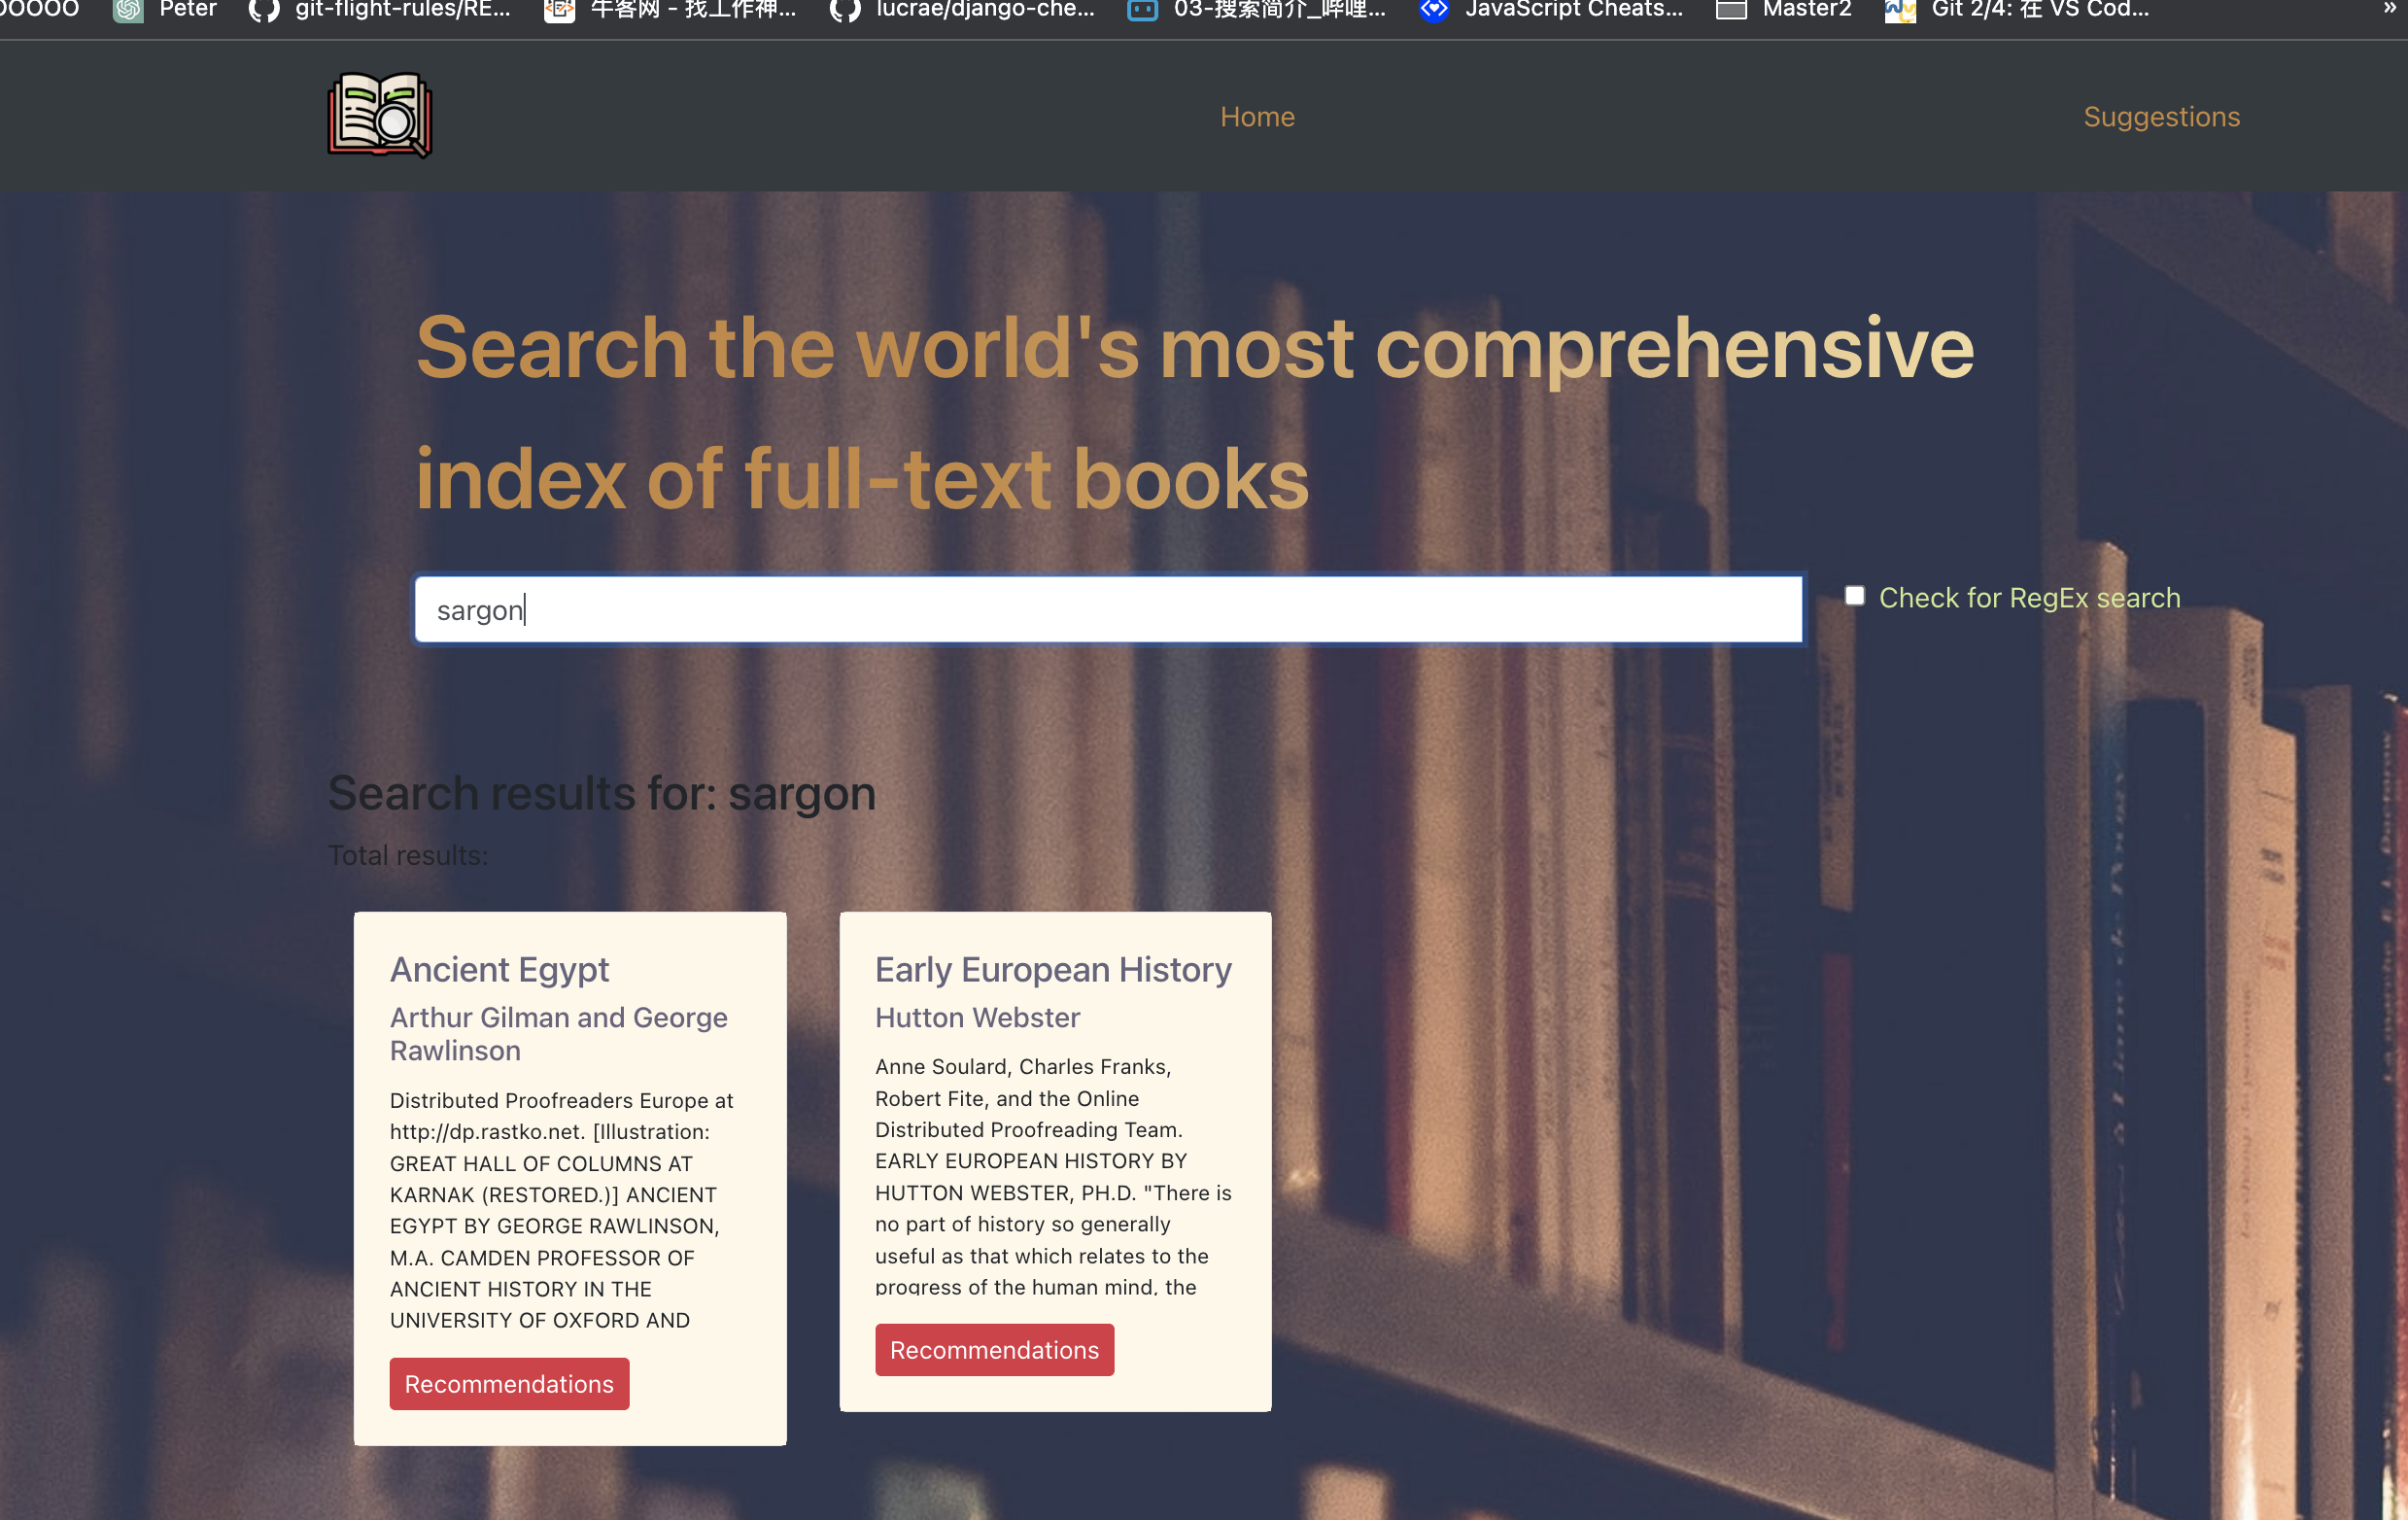 Peter git-flight-rules/RE... 牛客网 - 找工作神... lucrae/django-che... 03-搜索简介_哔哩... JavaScript Cheats... Master2 Git 2/4: 在 VS Cod... »
Home Suggestions
Search the world's most comprehensive
index of full-text books
sargon Check for RegEx search
Search results for: sargon
Total results:
Ancient Egypt
Arthur Gilman and George
Rawlinson
Distributed Proofreaders Europe at
http://dp.rastko.net. [Illustration:
GREAT HALL OF COLUMNS AT
KARNAK (RESTORED.)] ANCIENT
EGYPT BY GEORGE RAWLINSON,
M.A. CAMDEN PROFESSOR OF
ANCIENT HISTORY IN THE
UNIVERSITY OF OXFORD AND
Recommendations
Early European History
Hutton Webster
Anne Soulard, Charles Franks,
Robert Fite, and the Online
Distributed Proofreading Team.
EARLY EUROPEAN HISTORY BY
HUTTON WEBSTER, PH.D. "There is
no part of history so generally
useful as that which relates to the
progress of the human mind, the
Recommendations